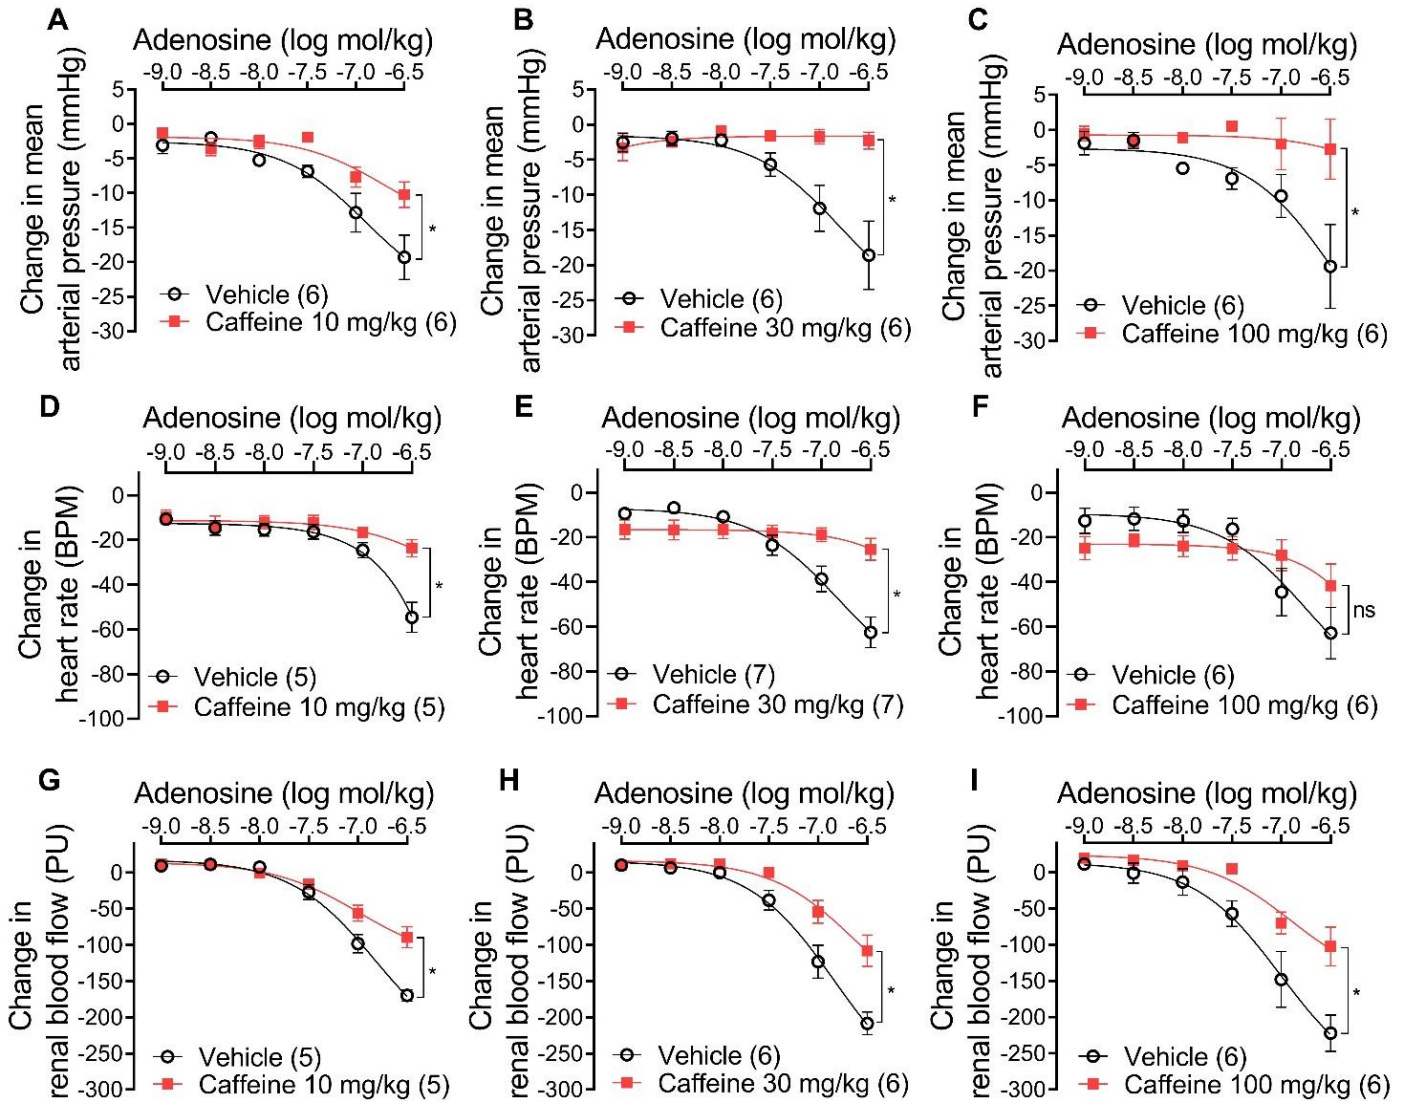 A
Adenosine (log mol/kg)
-9.0 -8.5 -8.0 -7.5 -7.0 -6.5
Change in mean
arterial pressure (mmHg)
5
0
-5
-10
-15
-20
-25
-30
*
Vehicle (6)
Caffeine 10 mg/kg (6)
B
Adenosine (log mol/kg)
-9.0 -8.5 -8.0 -7.5 -7.0 -6.5
Change in mean
arterial pressure (mmHg)
5
0
-5
-10
-15
-20
-25
-30
*
Vehicle (6)
Caffeine 30 mg/kg (6)
C
Adenosine (log mol/kg)
-9.0 -8.5 -8.0 -7.5 -7.0 -6.5
Change in mean
arterial pressure (mmHg)
5
0
-5
-10
-15
-20
-25
-30
*
Vehicle (6)
Caffeine 100 mg/kg (6)
D
Adenosine (log mol/kg)
-9.0 -8.5 -8.0 -7.5 -7.0 -6.5
Change in
heart rate (BPM)
0
-20
-40
-60
-80
-100
*
Vehicle (5)
Caffeine 10 mg/kg (5)
E
Adenosine (log mol/kg)
-9.0 -8.5 -8.0 -7.5 -7.0 -6.5
Change in
heart rate (BPM)
0
-20
-40
-60
-80
-100
*
Vehicle (7)
Caffeine 30 mg/kg (7)
F
Adenosine (log mol/kg)
-9.0 -8.5 -8.0 -7.5 -7.0 -6.5
Change in
heart rate (BPM)
0
-20
-40
-60
-80
-100
ns
Vehicle (6)
Caffeine 100 mg/kg (6)
G
Adenosine (log mol/kg)
-9.0 -8.5 -8.0 -7.5 -7.0 -6.5
Change in
renal blood flow (PU)
0
-50
-100
-150
-200
-250
-300
*
Vehicle (5)
Caffeine 10 mg/kg (5)
H
Adenosine (log mol/kg)
-9.0 -8.5 -8.0 -7.5 -7.0 -6.5
Change in
renal blood flow (PU)
0
-50
-100
-150
-200
-250
-300
*
Vehicle (6)
Caffeine 30 mg/kg (6)
I
Adenosine (log mol/kg)
-9.0 -8.5 -8.0 -7.5 -7.0 -6.5
Change in
renal blood flow (PU)
0
-50
-100
-150
-200
-250
-300
*
Vehicle (6)
Caffeine 100 mg/kg (6)